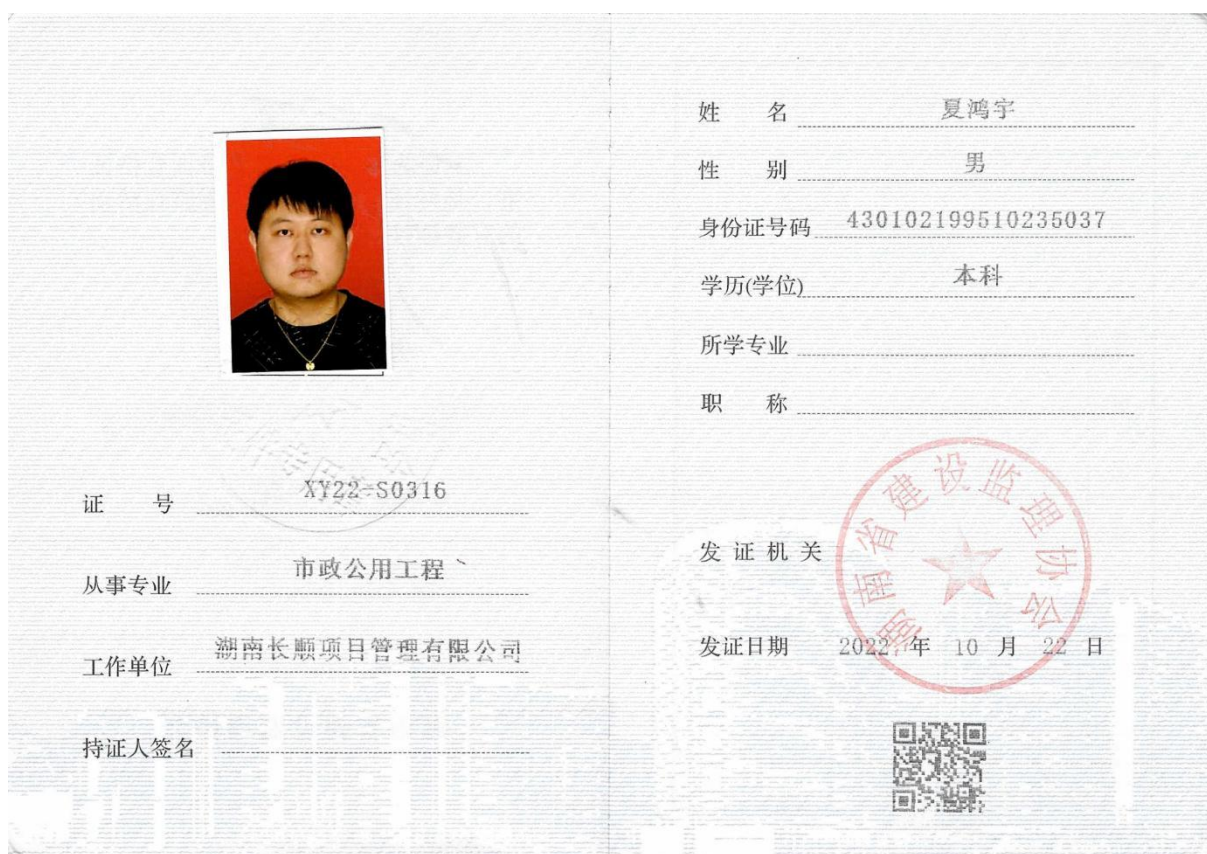 证 号 XY22-S0316
从事专业 市政公用工程
工作单位 湖南长顺项目管理有限公司
持证人签名
姓 名 夏鸿宇
性 别 男
身份证号码 430102199510235037
学历(学位) 本科
所学专业
职 称
发证机关
湖南省建设监理协会
发证日期 2022 年 10 月 22 日